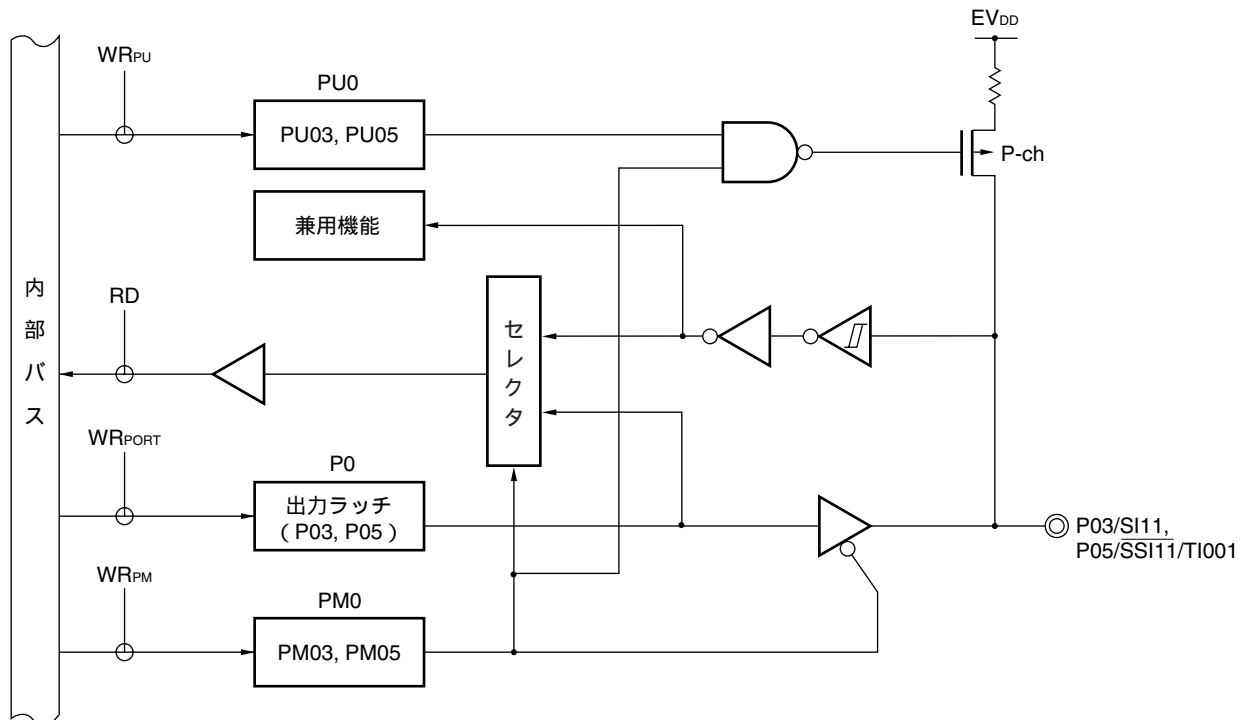 EVDD
WRPU
PU0
PU03, PU05
P-ch
兼用機能
内部バス
RD
セレクタ
WRPORT
P0
出力ラッチ
（P03, P05）
P03/SI11,
P05/SSI11/TI001
WRPM
PM0
PM03, PM05